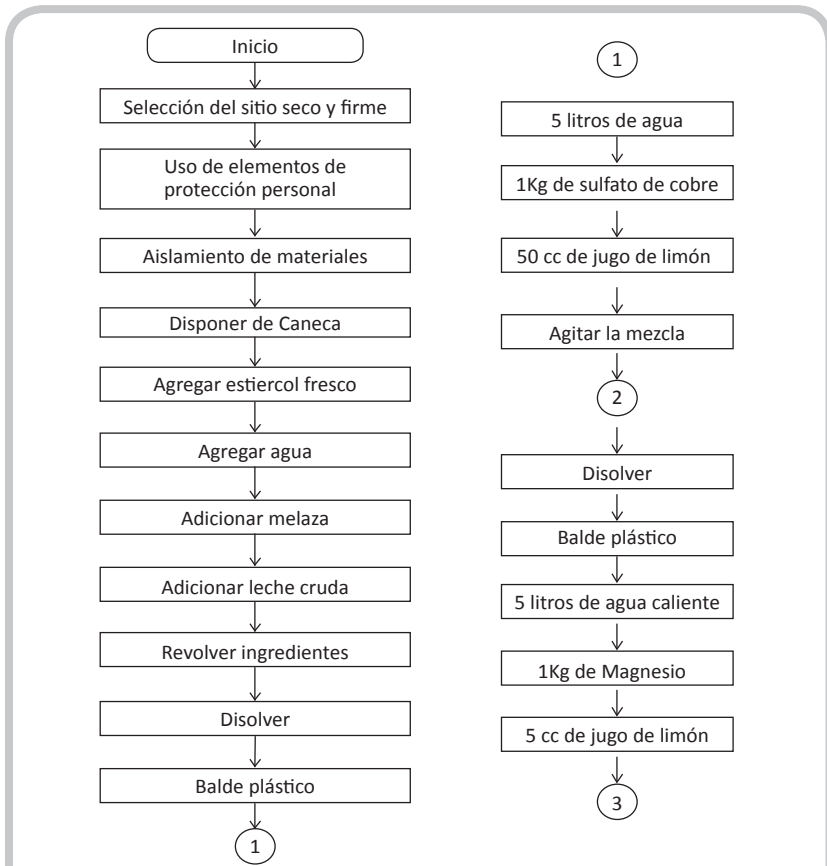 Inicio
Selección del sitio seco y firme
Uso de elementos de
protección personal
Aislamiento de materiales
Disponer de Caneca
Agregar estiercol fresco
Agregar agua
Adicionar melaza
Adicionar leche cruda
Revolver ingredientes
Disolver
Balde plástico
1
1
5 litros de agua
1Kg de sulfato de cobre
50 cc de jugo de limón
Agitar la mezcla
2
Disolver
Balde plástico
5 litros de agua caliente
1Kg de Magnesio
5 cc de jugo de limón
3